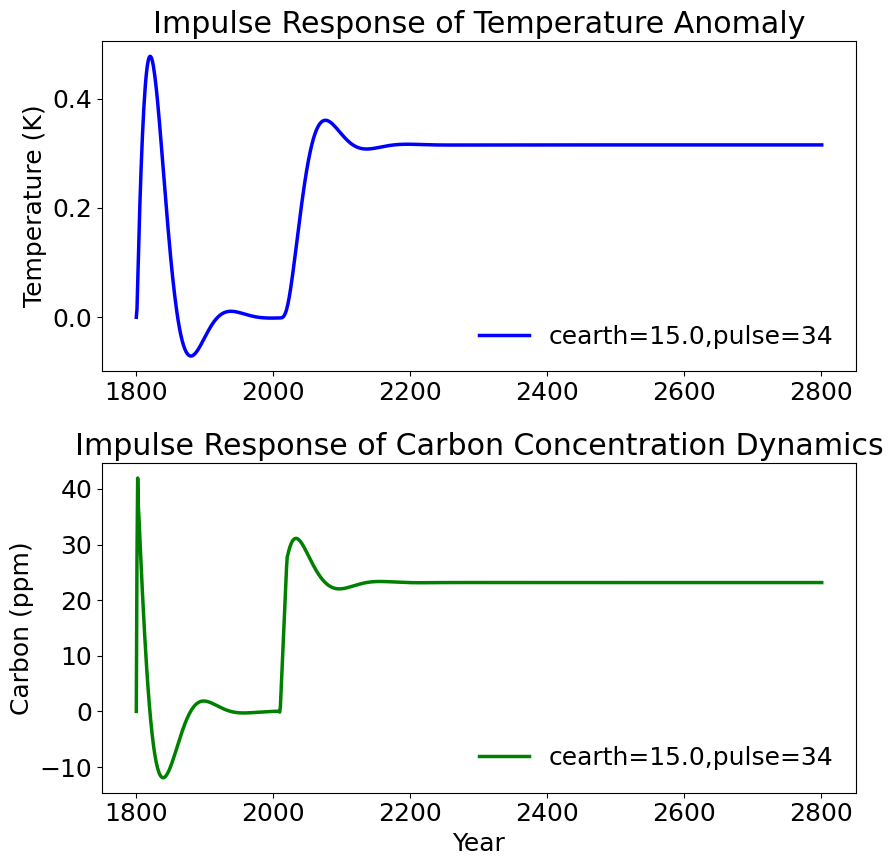 Impulse Response of Temperature Anomaly
Temperature (K)
0.4
0.2
0.0
cearth=15.0,pulse=34
1800 2000 2200 2400 2600 2800
Impulse Response of Carbon Concentration Dynamics
Carbon (ppm)
40
30
20
10
0
−10
cearth=15.0,pulse=34
1800 2000 2200 2400 2600 2800
Year